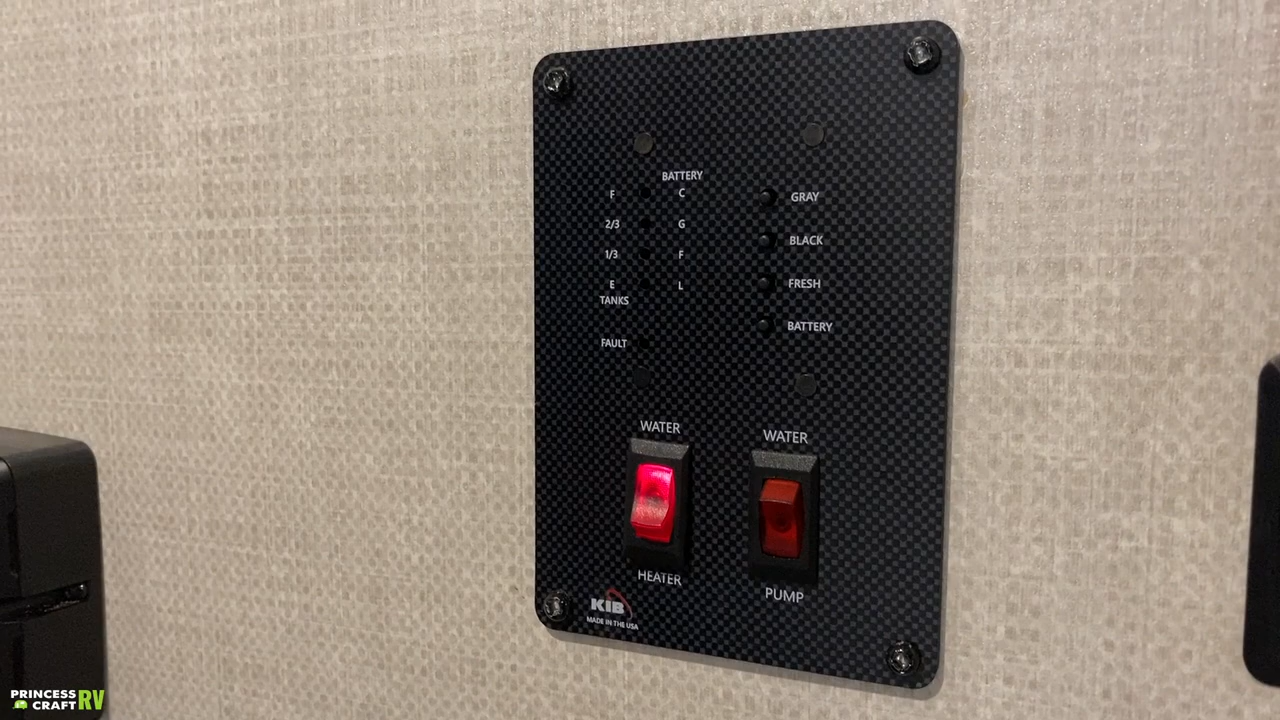 BATTERY
F C
2/3 G
1/3 F
E L
TANKS
FAULT
GRAY
BLACK
FRESH
BATTERY
WATER
HEATER
WATER
PUMP
KIB
MADE IN THE USA
PRINCESS
CRAFT RV